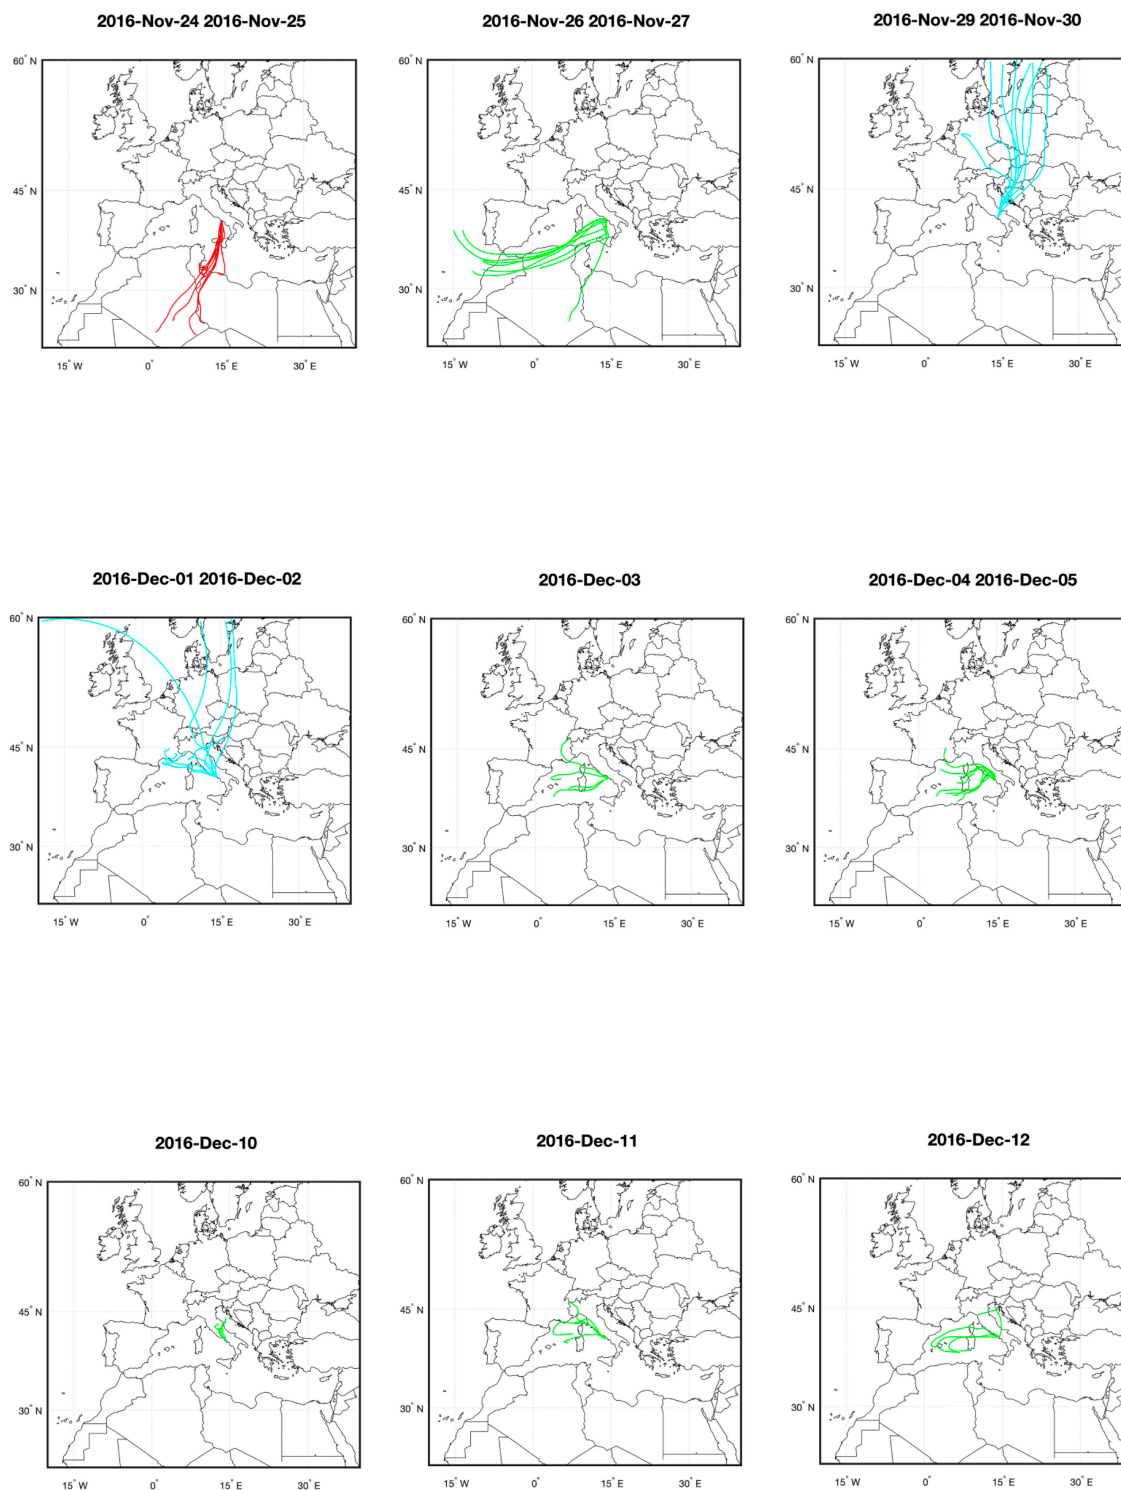 2016-Nov-24 2016-Nov-25
2016-Nov-26 2016-Nov-27
2016-Nov-29 2016-Nov-30
60° N
45° N
30° N
15° W
0°
15° E
30° E
60° N
45° N
30° N
15° W
0°
15° E
30° E
60° N
45° N
30° N
15° W
0°
15° E
30° E
2016-Dec-01 2016-Dec-02
2016-Dec-03
2016-Dec-04 2016-Dec-05
60° N
45° N
30° N
15° W
0°
15° E
30° E
60° N
45° N
30° N
15° W
0°
15° E
30° E
60° N
45° N
30° N
15° W
0°
15° E
30° E
2016-Dec-10
2016-Dec-11
2016-Dec-12
60° N
45° N
30° N
15° W
0°
15° E
30° E
60° N
45° N
30° N
15° W
0°
15° E
30° E
60° N
45° N
30° N
15° W
0°
15° E
30° E